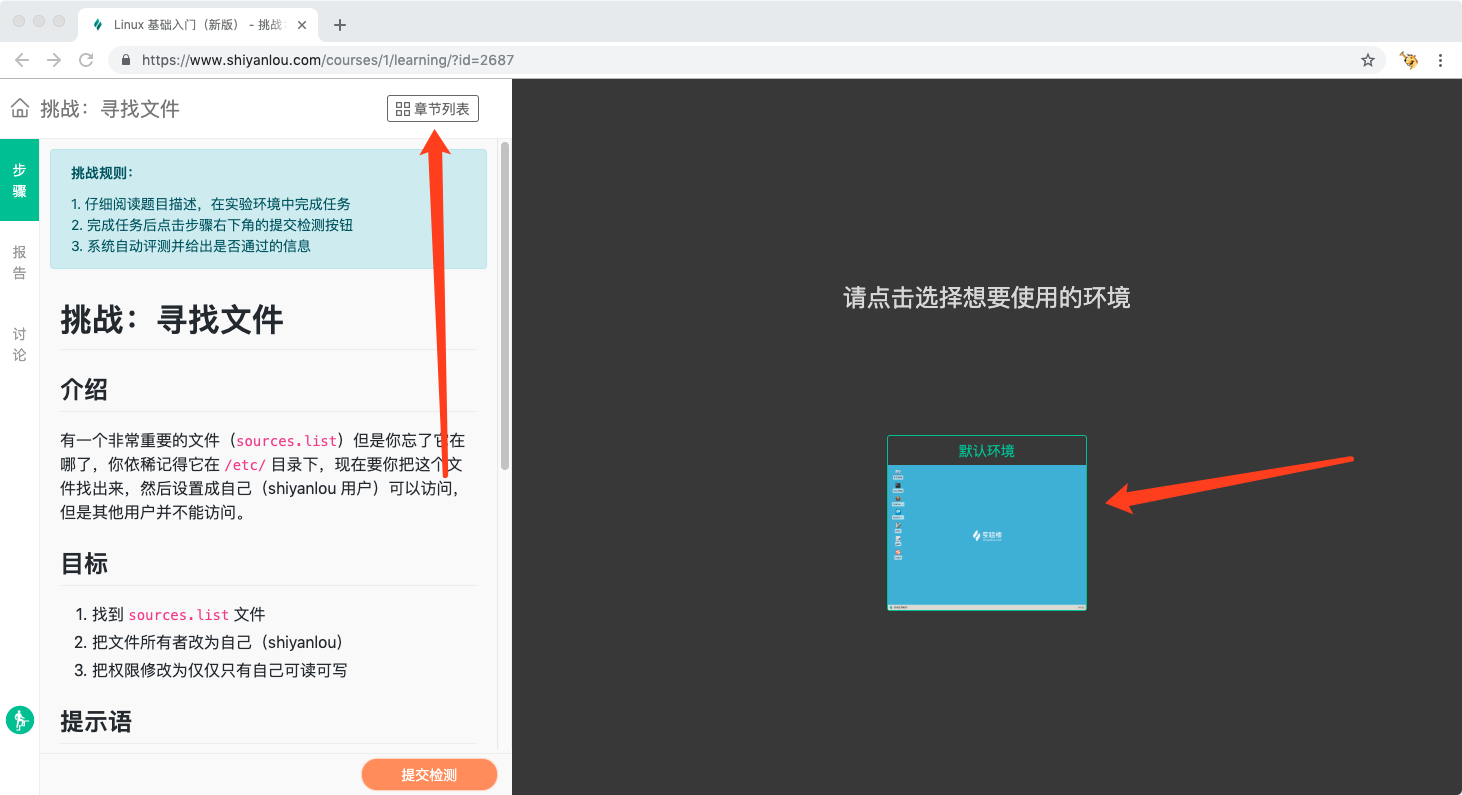 Linux 基础入门（新版） - 挑战:
https://www.shiyanlou.com/courses/1/learning/?id=2687
挑战：寻找文件
章节列表
步骤
报告
讨论
挑战规则：
1. 仔细阅读题目描述，在实验环境中完成任务
2. 完成任务后点击步骤右下角的提交检测按钮
3. 系统自动评测并给出是否通过的信息
挑战：寻找文件
介绍
有一个非常重要的文件（sources.list）但是你忘了它在
哪了，你依稀记得它在 /etc/ 目录下，现在要你把这个文
件找出来，然后设置成自己（shiyanlou 用户）可以访问，
但是其他用户并不能访问。
目标
1. 找到 sources.list 文件
2. 把文件所有者改为自己（shiyanlou）
3. 把权限修改为仅仅只有自己可读可写
提示语
提交检测
请点击选择想要使用的环境
默认环境
实验楼